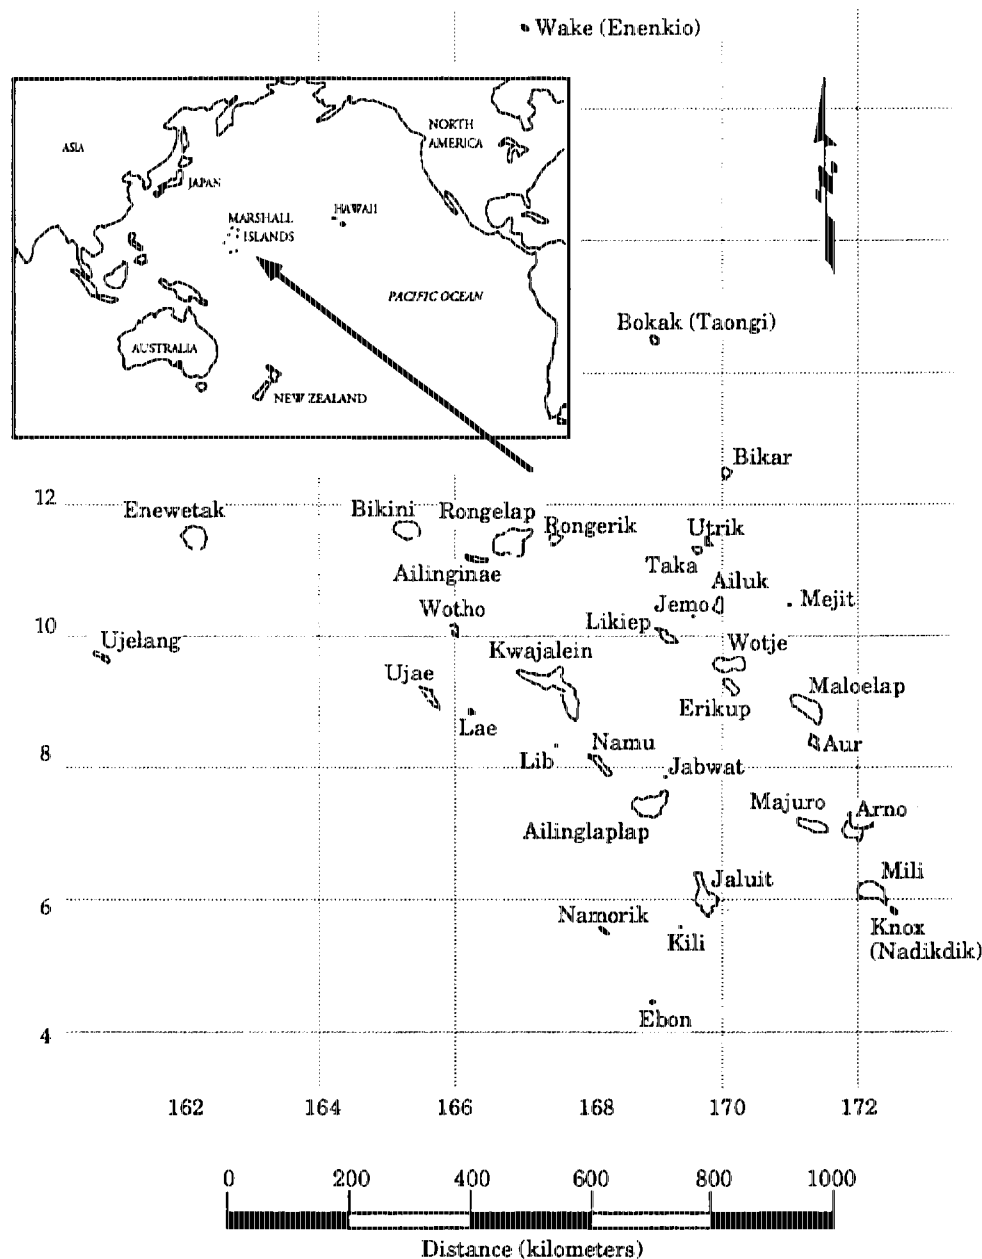 Wake (Enenkio)
NORTH
AMERICA
ASIA
JAPAN
HAWAII
MARSHALL
ISLANDS
PACIFIC OCEAN
AUSTRALIA
NEW ZEALAND
Bokak (Taongi)
Bikar
12
Enewetak
Bikini
Rongelap
Rongerik
Utrik
Taka
Ailinginae
Ailuk
Jemo
Mejit
Wotho
Likiep
10
Ujelang
Kwajalein
Wotje
Ujae
Erikup
Maloelap
Lae
Aur
8
Lib
Namu
Jabwat
Majuro
Arno
Ailinglaplap
Jaluit
Mili
6
Namorik
Kili
Knox
(Nadikdik)
Ebon
4
162 164 166 168 170 172
0 200 400 600 800 1000
Distance (kilometers)